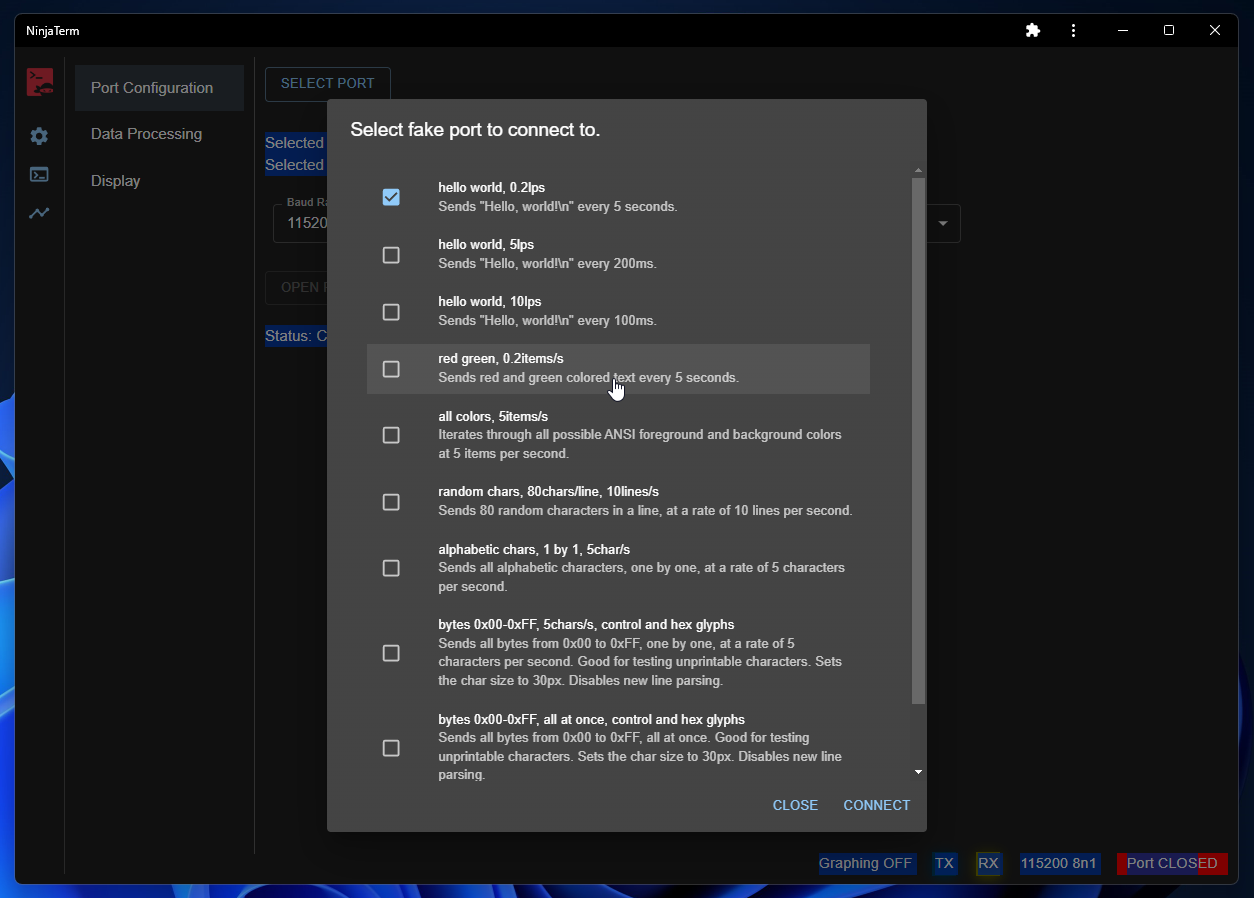 NinjaTerm
Port Configuration
Data Processing
Display
SELECT PORT
Selected
Selected
Baud Ra
11520
OPEN
Status: C
Select fake port to connect to.
hello world, 0.2lps
Sends "Hello, world!\n" every 5 seconds.
hello world, 5lps
Sends "Hello, world!\n" every 200ms.
hello world, 10lps
Sends "Hello, world!\n" every 100ms.
red green, 0.2items/s
Sends red and green colored text every 5 seconds.
all colors, 5items/s
Iterates through all possible ANSI foreground and background colors
at 5 items per second.
random chars, 80chars/line, 10lines/s
Sends 80 random characters in a line, at a rate of 10 lines per second.
alphabetic chars, 1 by 1, 5char/s
Sends all alphabetic characters, one by one, at a rate of 5 characters
per second.
bytes 0x00-0xFF, 5chars/s, control and hex glyphs
Sends all bytes from 0x00 to 0xFF, one by one, at a rate of 5
characters per second. Good for testing unprintable characters. Sets
the char size to 30px. Disables new line parsing.
bytes 0x00-0xFF, all at once, control and hex glyphs
Sends all bytes from 0x00 to 0xFF, all at once. Good for testing
unprintable characters. Sets the char size to 30px. Disables new line
parsing.
CLOSE CONNECT
Graphing OFF TX RX 115200 8n1 Port CLOSED